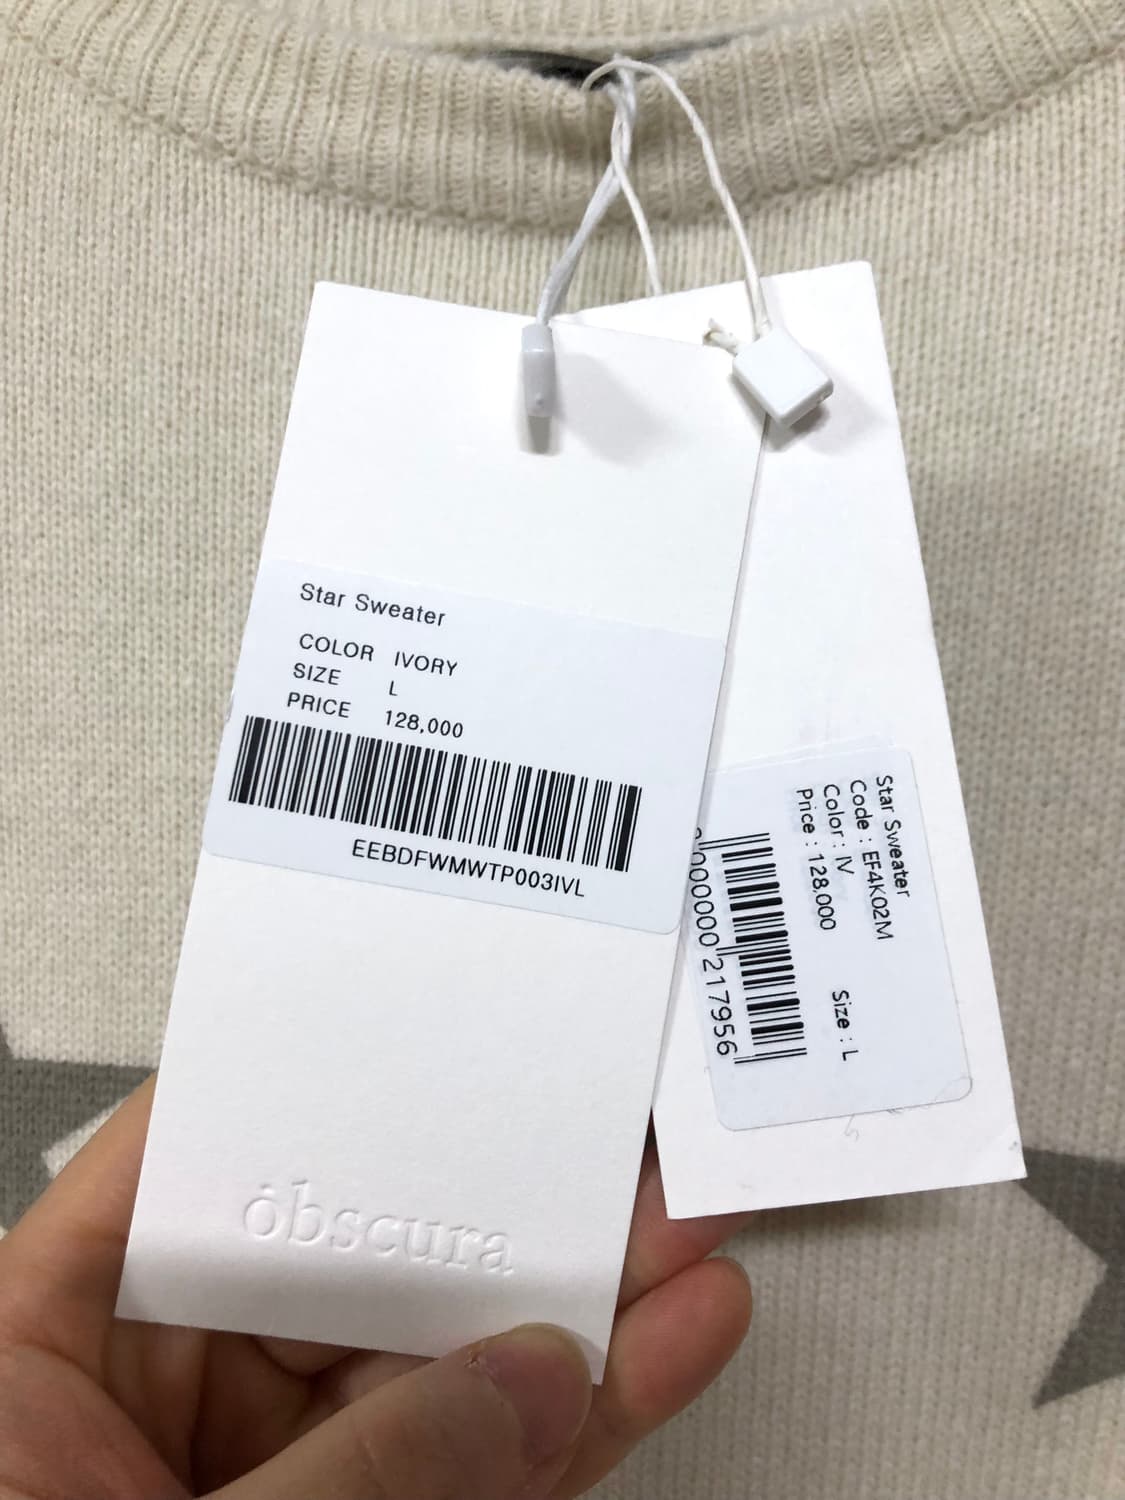 Star Sweater
COLOR IVORY
SIZE L
PRICE 128,000
EEBDFWMWTP003IVL
obscura
Star Sweater
Code : EF4K02M
Color : IV Size : L
Price : 128,000
000000 217956